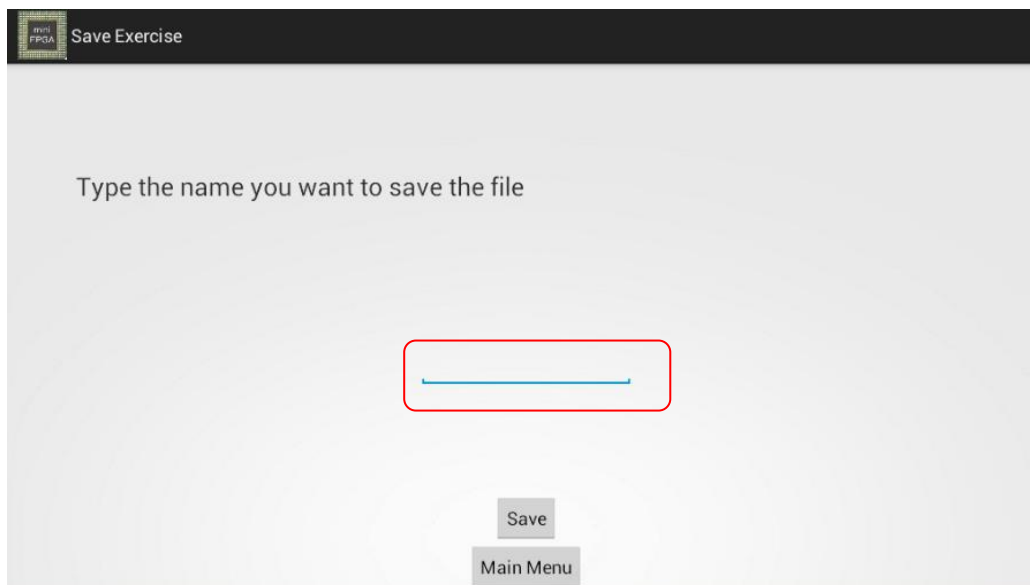 mini
FPGA
Save Exercise
Type the name you want to save the file
Save
Main Menu